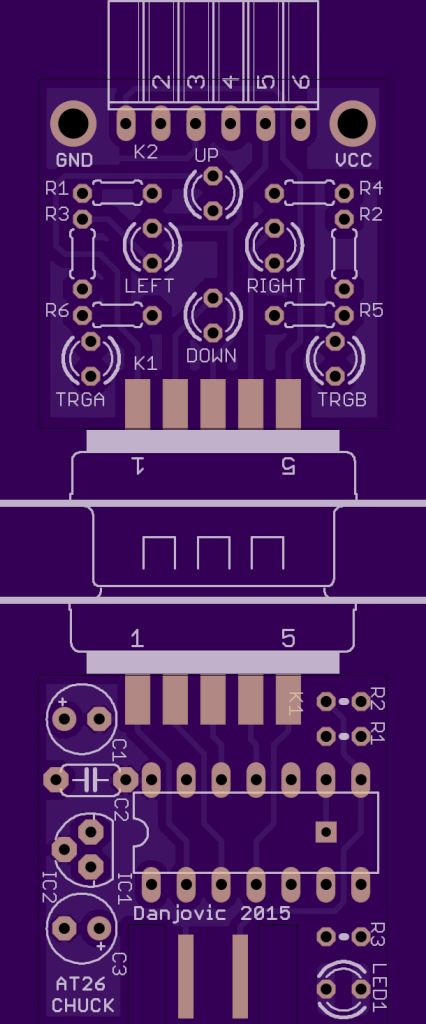 2 3 4 5 6
GND K2 UP VCC
R1 R4
R3 R2
LEFT RIGHT
R6 R5
DOWN
TRGA K1 TRGB
1 5
1 5
K1 R2
R1
C1
C2
IC2 IC1
Danjovic 2015
C3 R3
AT26
CHUCK
LED1
+
+